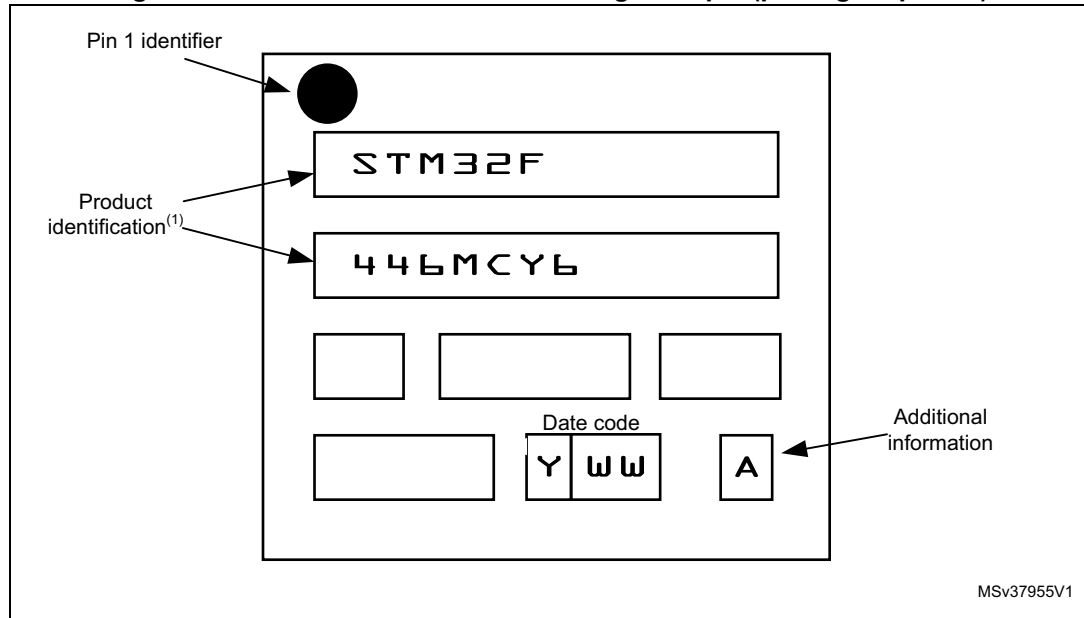 Pin 1 identifier
STM32F
Product
identification(1)
446MCY6
Date code
Y WW
A
Additional
information
MSv37955V1